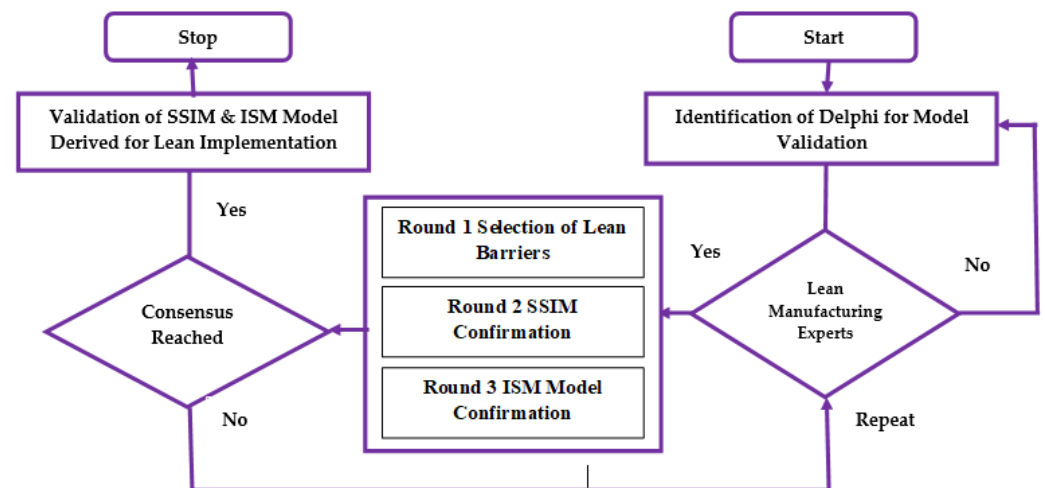 Stop
Start
Validation of SSIM & ISM Model
Derived for Lean Implementation
Identification of Delphi for Model
Validation
Yes
Round 1 Selection of Lean
Barriers
Yes
No
Consensus
Reached
Round 2 SSIM
Confirmation
Lean
Manufacturing
Experts
Round 3 ISM Model
Confirmation
No
Repeat